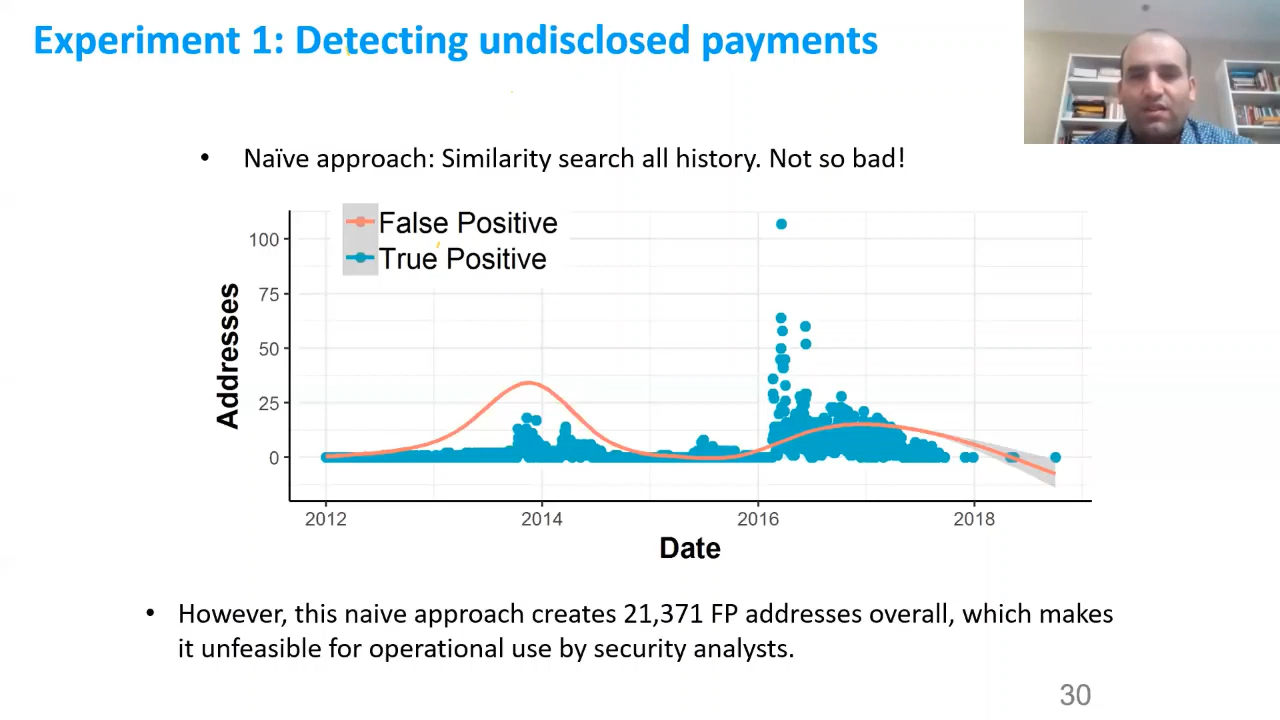 Experiment 1: Detecting undisclosed payments
• Naïve approach: Similarity search all history. Not so bad!
False Positive
True Positive
Addresses
100
75
50
25
0
2012 2014 2016 2018
Date
• However, this naive approach creates 21,371 FP addresses overall, which makes
it unfeasible for operational use by security analysts.
30